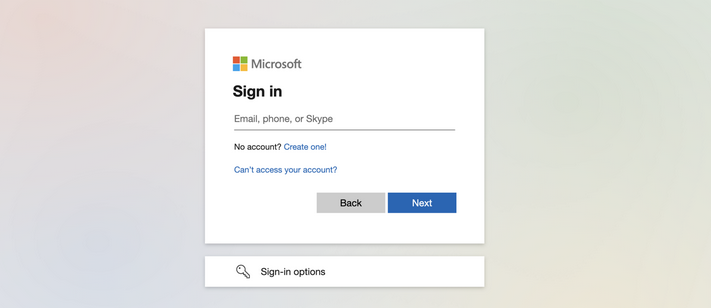 Microsoft
Sign in
Email, phone, or Skype
No account? Create one!
Can't access your account?
Back Next
Sign-in options